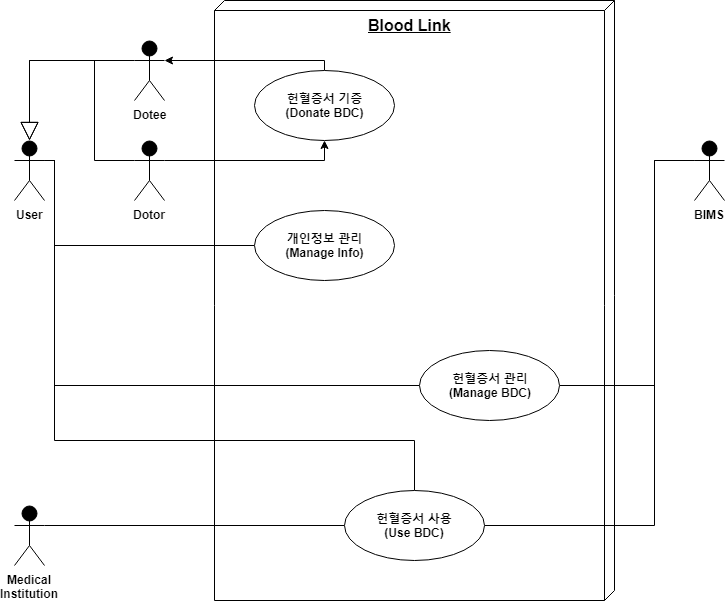 Blood Link
Dotee
헌혈증서 기증
(Donate BDC)
User
Dotor
BIMS
개인정보 관리
(Manage Info)
헌혈증서 관리
(Manage BDC)
헌혈증서 사용
(Use BDC)
Medical
Institution